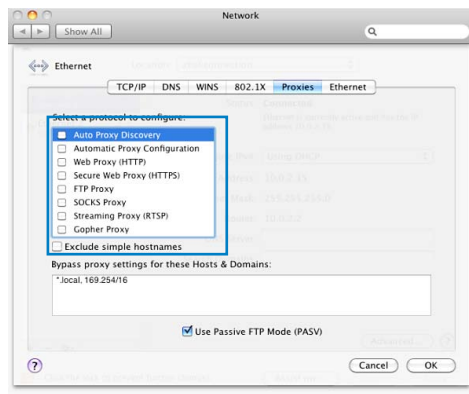 Network
Show All
Ethernet
TCP/IP DNS WINS 802.1X Proxies Ethernet
Select a protocol to configure:
Auto Proxy Discovery
Automatic Proxy Configuration
Web Proxy (HTTP)
Secure Web Proxy (HTTPS)
FTP Proxy
SOCKS Proxy
Streaming Proxy (RTSP)
Gopher Proxy
Exclude simple hostnames
Bypass proxy settings for these Hosts & Domains:
*.local, 169.254/16
Use Passive FTP Mode (PASV)
Advanced...
?
Cancel OK